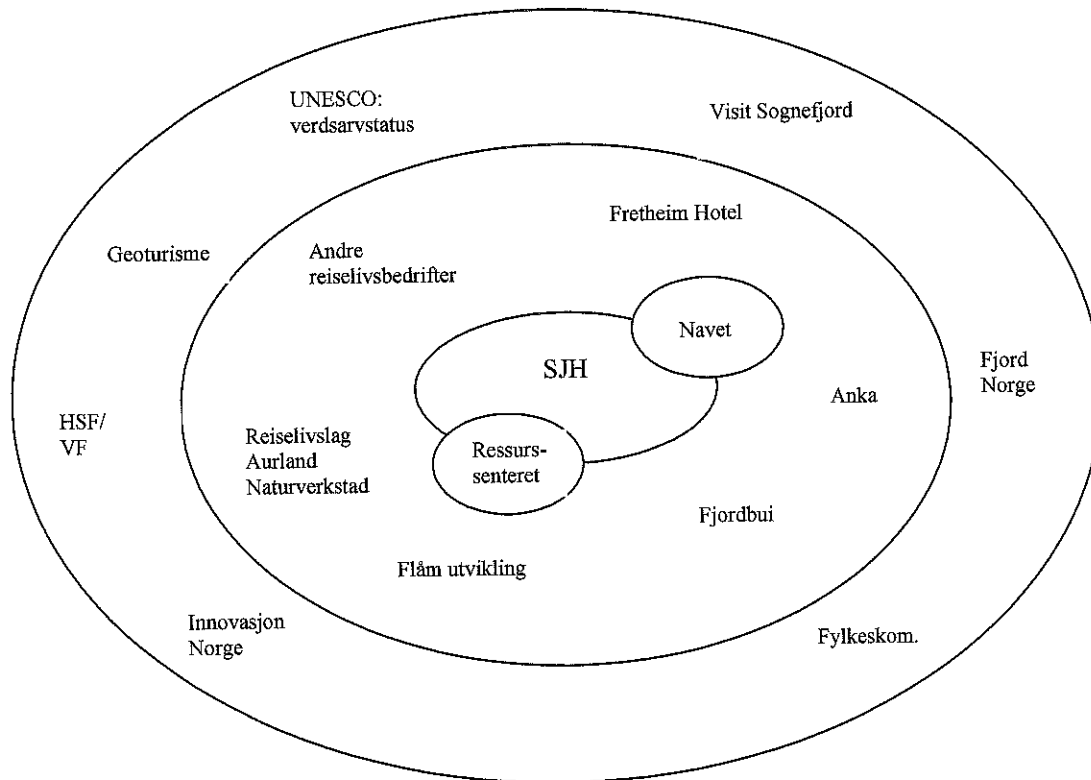 UNESCO:
verdsarvstatus
Visit Sognefjord
Fretheim Hotel
Geoturisme
Andre
reiselivsbedrifter
Navet
SJH
Fjord
Norge
Anka
HSF/
VF
Reiselivslag
Aurland
Naturverkstad
Ressurs-
senteret
Fjordbui
Flåm utvikling
Innovasjon
Norge
Fylkeskom.